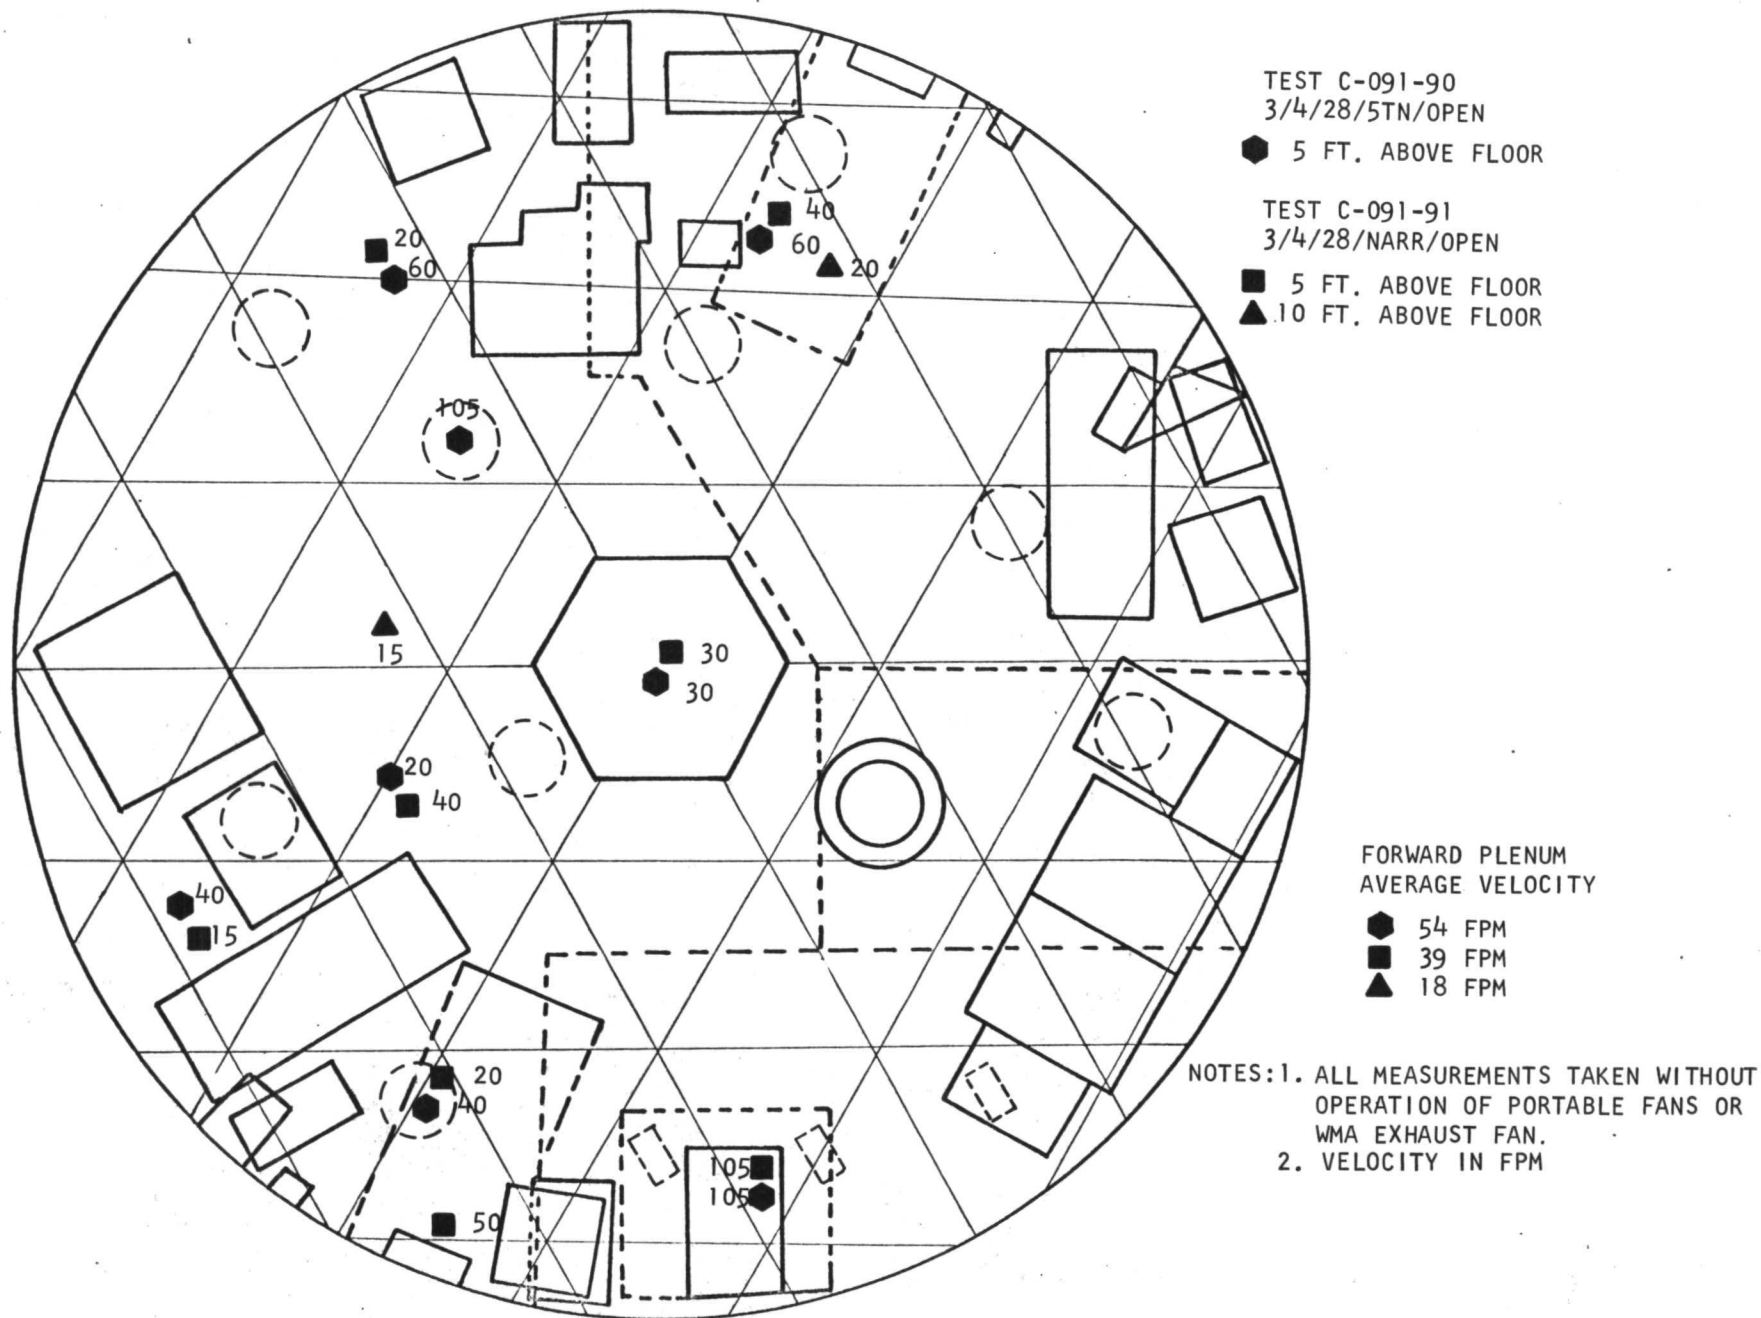 TEST C-091-90
3/4/28/5TN/OPEN
5 FT. ABOVE FLOOR
TEST C-091-91
3/4/28/NARR/OPEN
5 FT. ABOVE FLOOR
10 FT. ABOVE FLOOR
40
60
20
20
60
105
15
30
30
20
40
40
15
20
40
105
105
50
FORWARD PLENUM
AVERAGE VELOCITY
54 FPM
39 FPM
18 FPM
NOTES:1. ALL MEASUREMENTS TAKEN WITHOUT
OPERATION OF PORTABLE FANS OR
WMA EXHAUST FAN.
2. VELOCITY IN FPM